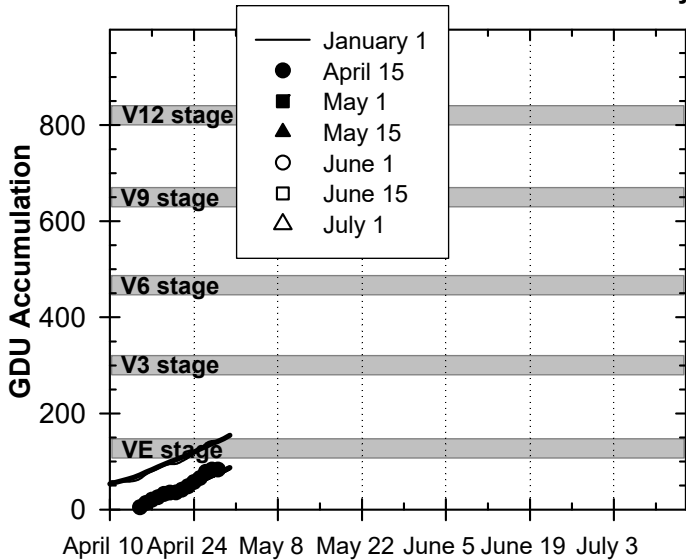 January 1
April 15
May 1
May 15
June 1
June 15
July 1
GDU Accumulation
800
600
400
200
0
V12 stage
V9 stage
V6 stage
V3 stage
VE stage
April 10 April 24 May 8 May 22 June 5 June 19 July 3